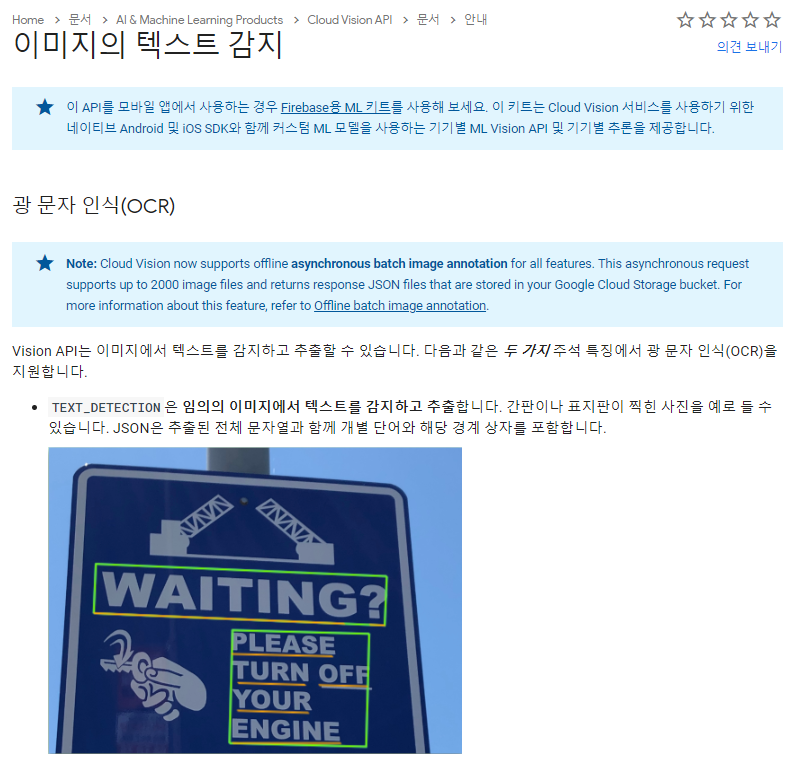 Home > 문서 > AI & Machine Learning Products > Cloud Vision API > 문서 > 안내
이미지의 텍스트 감지
의견 보내기
이 API를 모바일 앱에서 사용하는 경우 Firebase용 ML 키트를 사용해 보세요. 이 키트는 Cloud Vision 서비스를 사용하기 위한
네이티브 Android 및 iOS SDK와 함께 커스텀 ML 모델을 사용하는 기기별 ML Vision API 및 기기별 추론을 제공합니다.
광 문자 인식(OCR)
Note: Cloud Vision now supports offline asynchronous batch image annotation for all features. This asynchronous request
supports up to 2000 image files and returns response JSON files that are stored in your Google Cloud Storage bucket. For
more information about this feature, refer to Offline batch image annotation.
Vision API는 이미지에서 텍스트를 감지하고 추출할 수 있습니다. 다음과 같은 두 가지 주석 특징에서 광 문자 인식(OCR)을
지원합니다.
• TEXT_DETECTION은 임의의 이미지에서 텍스트를 감지하고 추출합니다. 간판이나 표지판이 찍힌 사진을 예로 들 수
있습니다. JSON은 추출된 전체 문자열과 함께 개별 단어와 해당 경계 상자를 포함합니다.
WAITING?
PLEASE
TURN OFF
YOUR
ENGINE